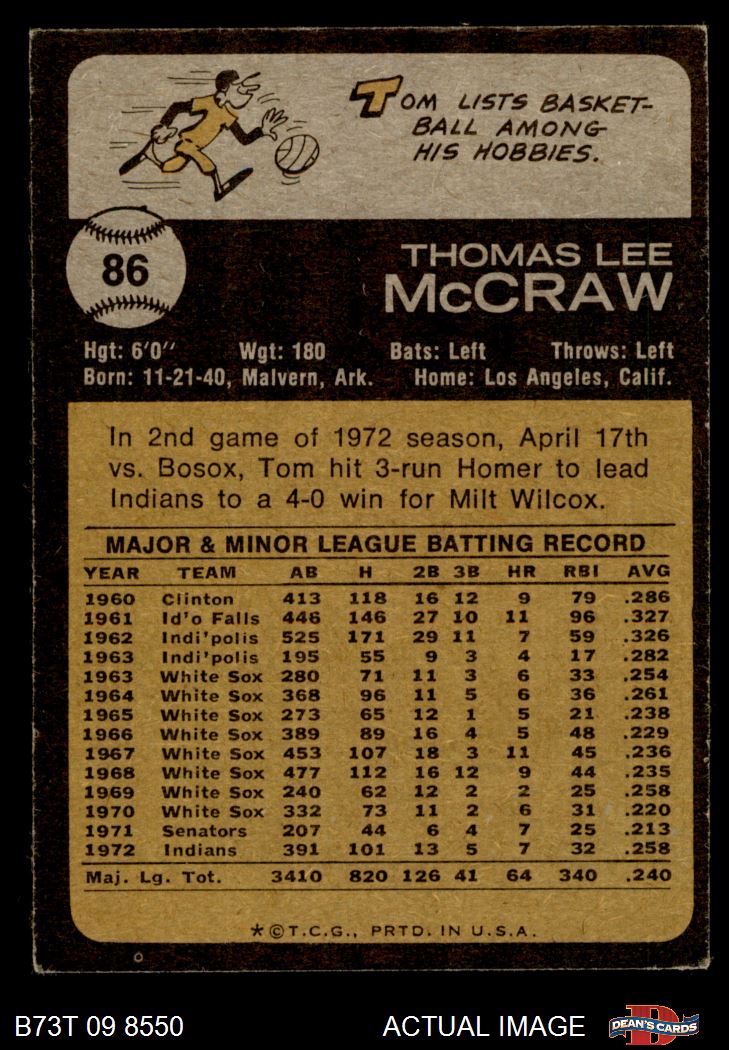 TOM LISTS BASKET-
BALL AMONG
HIS HOBBIES.
86
THOMAS LEE
McCRAW
Hgt: 6'0" Wgt: 180 Bats: Left Throws: Left
Born: 11-21-40, Malvern, Ark. Home: Los Angeles, Calif.
In 2nd game of 1972 season, April 17th
vs. Bosox, Tom hit 3-run Homer to lead
Indians to a 4-0 win for Milt Wilcox.
MAJOR & MINOR LEAGUE BATTING RECORD
YEAR TEAM AB H 2B 3B HR RBI AVG
1960 Clinton 413 118 16 12 9 79 .286
1961 Id'o Falls 446 146 27 10 11 96 .327
1962 Indi'polis 525 171 29 11 7 59 .326
1963 Indi'polis 195 55 9 3 4 17 .282
1963 White Sox 280 71 11 3 6 33 .254
1964 White Sox 368 96 11 5 6 36 .261
1965 White Sox 273 65 12 1 5 21 .238
1966 White Sox 389 89 16 4 5 48 .229
1967 White Sox 453 107 18 3 11 45 .236
1968 White Sox 477 112 16 12 9 44 .235
1969 White Sox 240 62 12 2 2 25 .258
1970 White Sox 332 73 11 2 6 31 .220
1971 Senators 207 44 6 4 7 25 .213
1972 Indians 391 101 13 5 7 32 .258
Maj. Lg. Tot. 3410 820 126 41 64 340 .240
*©T.C.G., PRTD. IN U.S.A.
B73T 09 8550 ACTUAL IMAGE D DEAN'S CARDS